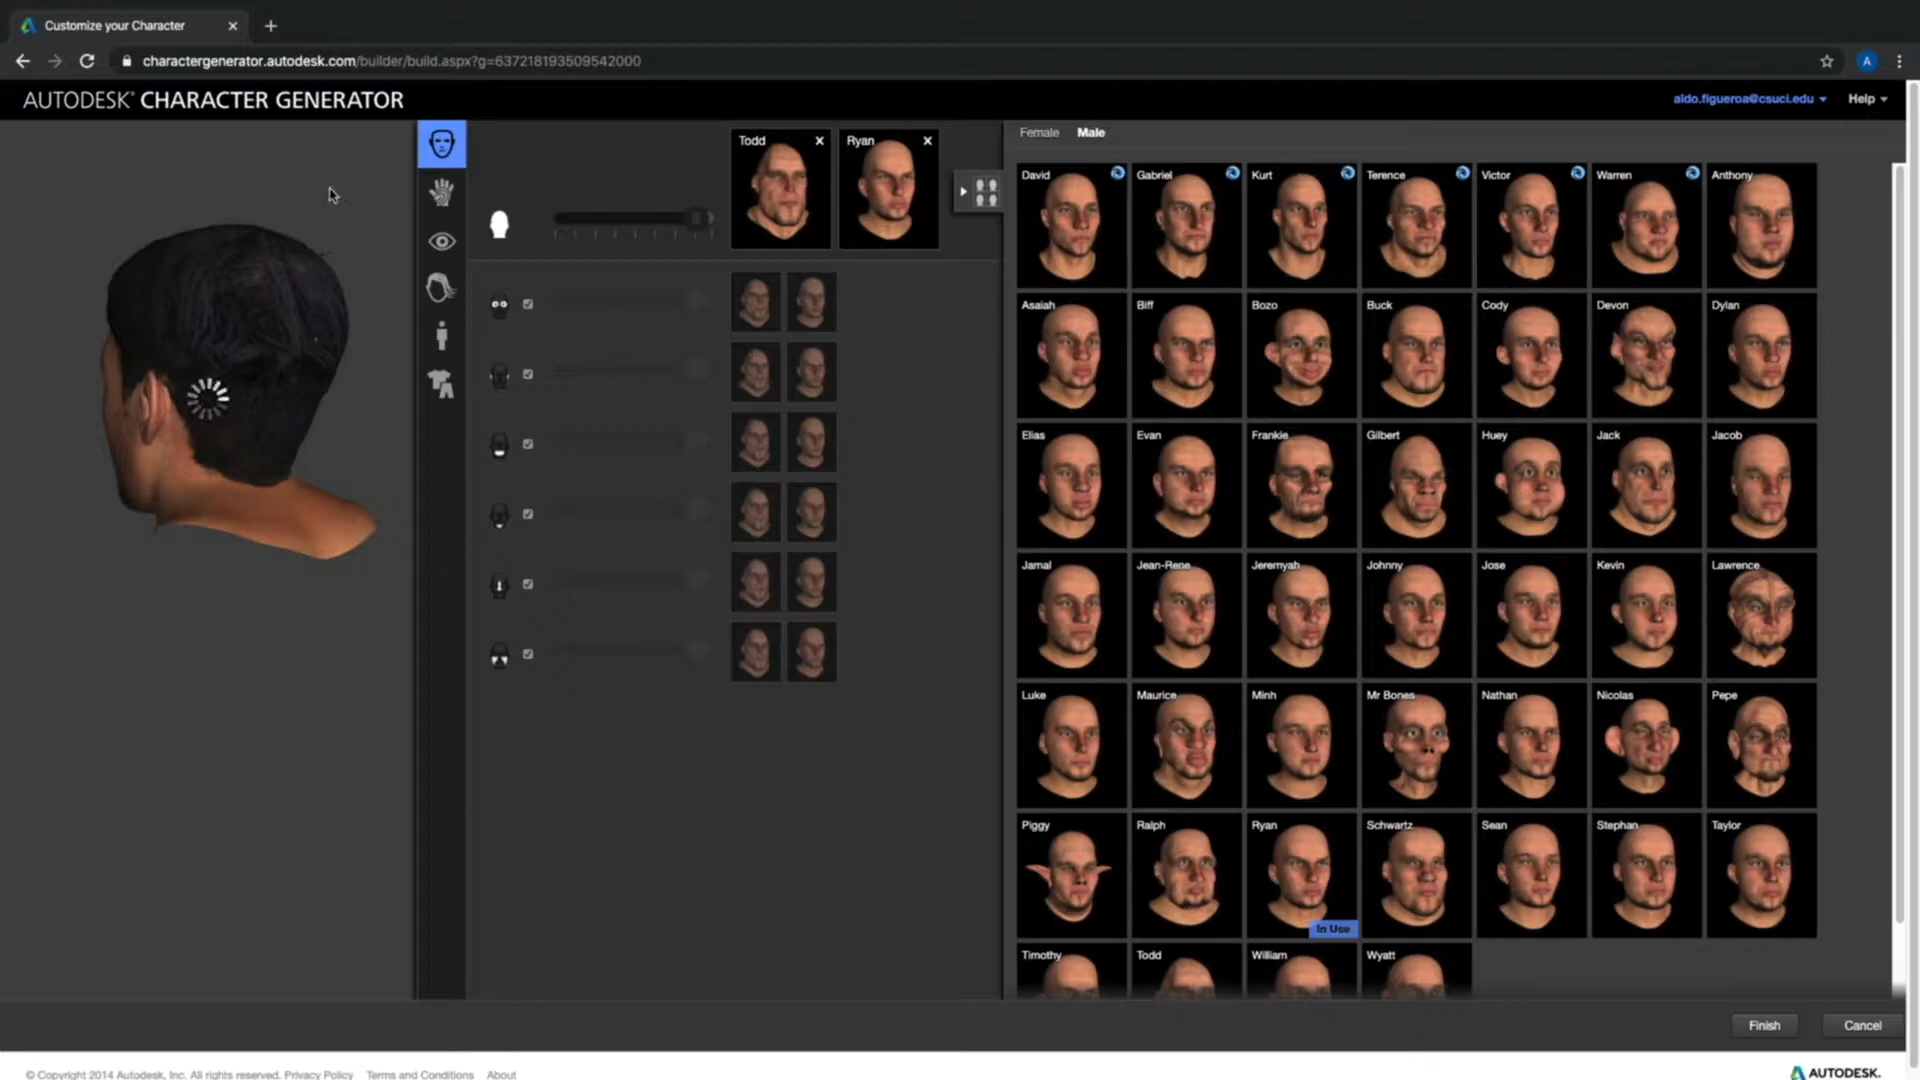 Customize your Character
charactergenerator.autodesk.com/builder/build.aspx?g=637218193509542000
A
AUTODESK® CHARACTER GENERATOR
aldo.figueroa@csuci.edu
Help
Todd
Ryan
Female
Male
David
Gabriel
Kurt
Terence
Victor
Warren
Anthony
Asaiah
Biff
Bozo
Buck
Cody
Devon
Dylan
Elias
Evan
Frankie
Gilbert
Huey
Jack
Jacob
Jamal
Jean-Rene
Jeremyah
Johnny
Jose
Kevin
Lawrence
Luke
Maurice
Minh
Mr Bones
Nathan
Nicolas
Pepe
Piggy
Ralph
Ryan
Schwartz
Sean
Stephan
Taylor
In Use
Timothy
Todd
William
Wyatt
Finish
Cancel
© Copyright 2014 Autodesk, Inc. All rights reserved. Privacy Policy Terms and Conditions About
AUTODESK.